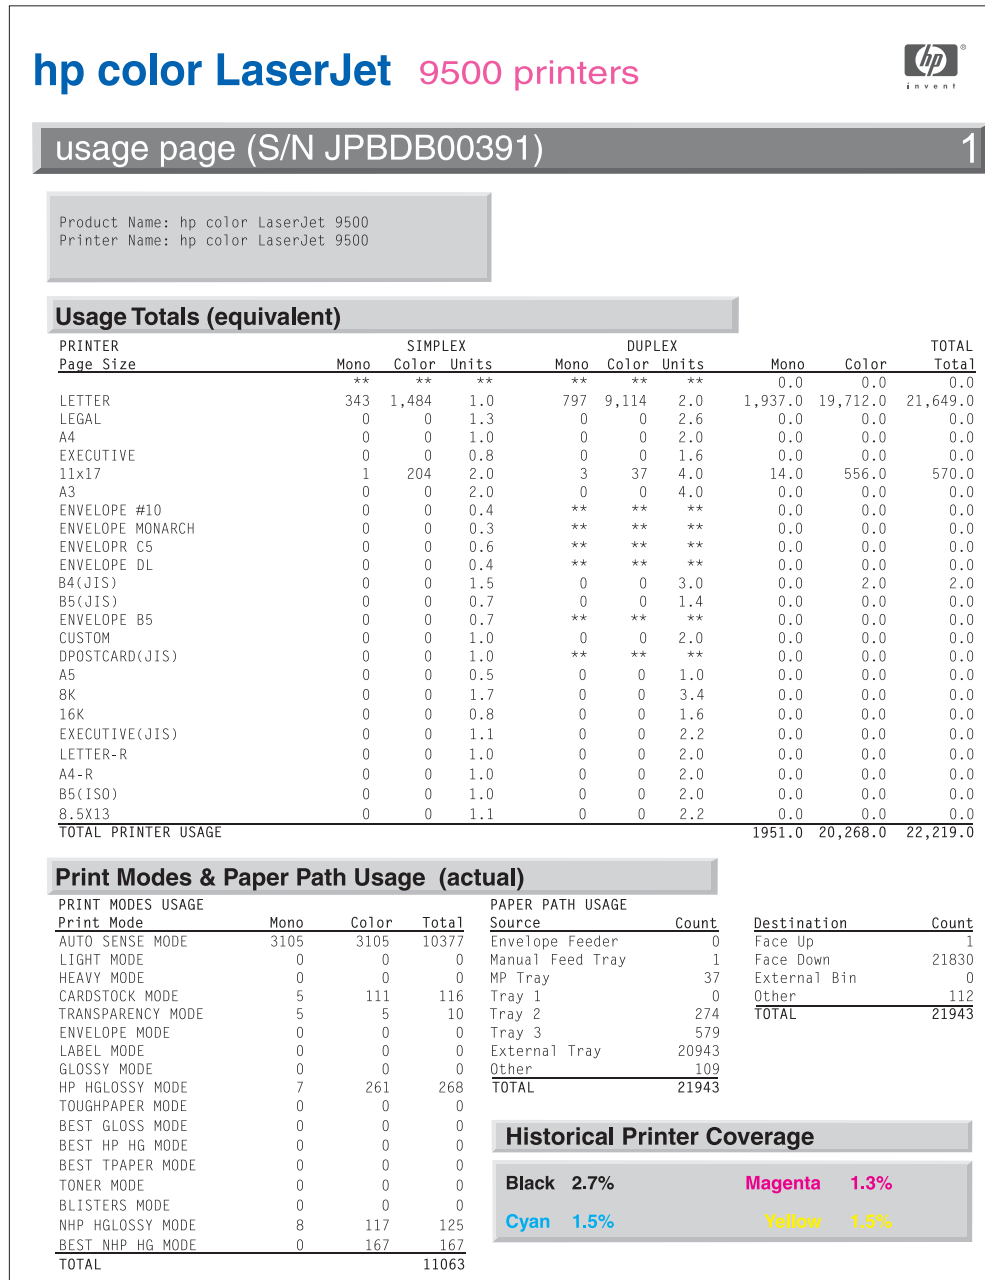 hp color LaserJet 9500 printers
hp ®
invent
usage page (S/N JPBDB00391) 1
Product Name: hp color LaserJet 9500
Printer Name: hp color LaserJet 9500
Usage Totals (equivalent)
PRINTER SIMPLEX DUPLEX TOTAL
Page Size Mono Color Units Mono Color Units Mono Color Total
** ** ** ** ** ** 0.0 0.0 0.0
LETTER 343 1,484 1.0 797 9,114 2.0 1,937.0 19,712.0 21,649.0
LEGAL 0 0 1.3 0 0 2.6 0.0 0.0 0.0
A4 0 0 1.0 0 0 2.0 0.0 0.0 0.0
EXECUTIVE 0 0 0.8 0 0 1.6 0.0 0.0 0.0
11x17 1 204 2.0 3 37 4.0 14.0 556.0 570.0
A3 0 0 2.0 0 0 4.0 0.0 0.0 0.0
ENVELOPE #10 0 0 0.4 ** ** ** 0.0 0.0 0.0
ENVELOPE MONARCH 0 0 0.3 ** ** ** 0.0 0.0 0.0
ENVELOPR C5 0 0 0.6 ** ** ** 0.0 0.0 0.0
ENVELOPE DL 0 0 0.4 ** ** ** 0.0 0.0 0.0
B4(JIS) 0 0 1.5 0 0 3.0 0.0 2.0 2.0
B5(JIS) 0 0 0.7 0 0 1.4 0.0 0.0 0.0
ENVELOPE B5 0 0 0.7 ** ** ** 0.0 0.0 0.0
CUSTOM 0 0 1.0 0 0 2.0 0.0 0.0 0.0
DPOSTCARD(JIS) 0 0 1.0 ** ** ** 0.0 0.0 0.0
A5 0 0 0.5 0 0 1.0 0.0 0.0 0.0
8K 0 0 1.7 0 0 3.4 0.0 0.0 0.0
16K 0 0 0.8 0 0 1.6 0.0 0.0 0.0
EXECUTIVE(JIS) 0 0 1.1 0 0 2.2 0.0 0.0 0.0
LETTER-R 0 0 1.0 0 0 2.0 0.0 0.0 0.0
A4-R 0 0 1.0 0 0 2.0 0.0 0.0 0.0
B5(ISO) 0 0 1.0 0 0 2.0 0.0 0.0 0.0
8.5X13 0 0 1.1 0 0 2.2 0.0 0.0 0.0
TOTAL PRINTER USAGE 1951.0 20,268.0 22,219.0
Print Modes & Paper Path Usage (actual)
PRINT MODES USAGE
Print Mode Mono Color Total
AUTO SENSE MODE 3105 3105 10377
LIGHT MODE 0 0 0
HEAVY MODE 0 0 0
CARDSTOCK MODE 5 111 116
TRANSPARENCY MODE 5 5 10
ENVELOPE MODE 0 0 0
LABEL MODE 0 0 0
GLOSSY MODE 0 0 0
HP HGLOSSY MODE 7 261 268
TOUGHPAPER MODE 0 0 0
BEST GLOSS MODE 0 0 0
BEST HP HG MODE 0 0 0
BEST TPAPER MODE 0 0 0
TONER MODE 0 0 0
BLISTERS MODE 0 0 0
NHP HGLOSSY MODE 8 117 125
BEST NHP HG MODE 0 167 167
TOTAL 11063
PAPER PATH USAGE
Source Count
Envelope Feeder 0
Manual Feed Tray 1
MP Tray 37
Tray 1 0
Tray 2 274
Tray 3 579
External Tray 20943
Other 109
TOTAL 21943
Destination Count
Face Up 1
Face Down 21830
External Bin 0
Other 112
TOTAL 21943
Historical Printer Coverage
Black 2.7% Magenta 1.3%
Cyan 1.5% Yellow 1.5%